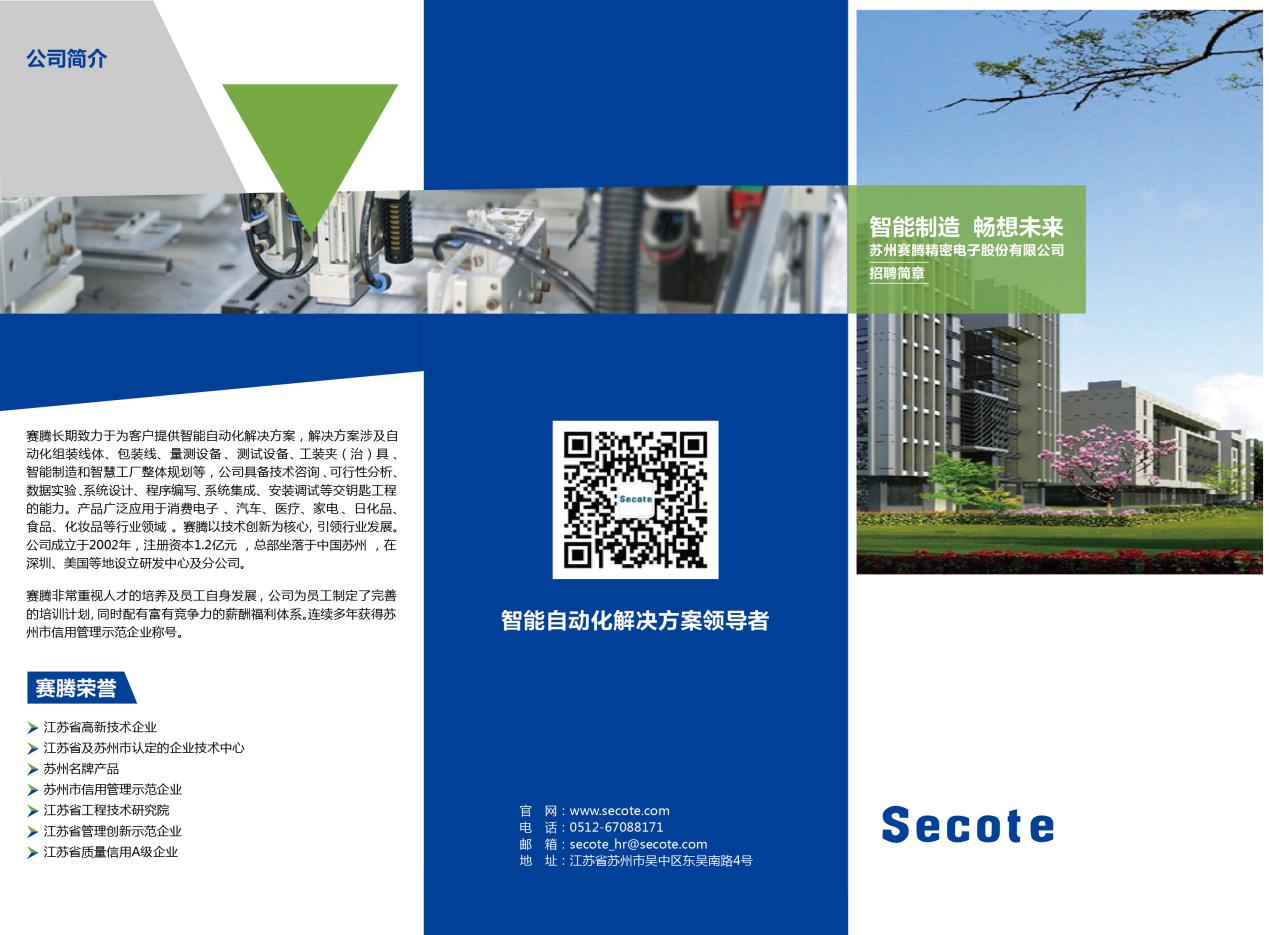 公司简介
赛腾长期致力于为客户提供智能自动化解决方案，解决方案涉及自
动化组装线体、包装线、量测设备、测试设备、工装夹（治）具、
智能制造和智慧工厂整体规划等，公司具备技术咨询、可行性分析、
数据实验、系统设计、程序编写、系统集成、安装调试等交钥匙工程
的能力。产品广泛应用于消费电子、汽车、医疗、家电、日化品、
食品、化妆品等行业领域。赛腾以技术创新为核心，引领行业发展。
公司成立于2002年，注册资本1.2亿元，总部坐落于中国苏州，在
深圳、美国等地设立研发中心及分公司。
赛腾非常重视人才的培养及员工自身发展，公司为员工制定了完善
的培训计划，同时配有富有竞争力的薪酬福利体系。连续多年获得苏
州市信用管理示范企业称号。
赛腾荣誉
江苏省高新技术企业
江苏省及苏州市认定的企业技术中心
苏州名牌产品
苏州市信用管理示范企业
江苏省工程技术研究院
江苏省管理创新示范企业
江苏省质量信用A级企业
Secote
智能自动化解决方案领导者
官 网：www.secote.com
电 话：0512-67088171
邮 箱：secote_hr@secote.com
地 址：江苏省苏州市吴中区东吴南路4号
智能制造 畅想未来
苏州赛腾精密电子股份有限公司
招聘简章
Secote